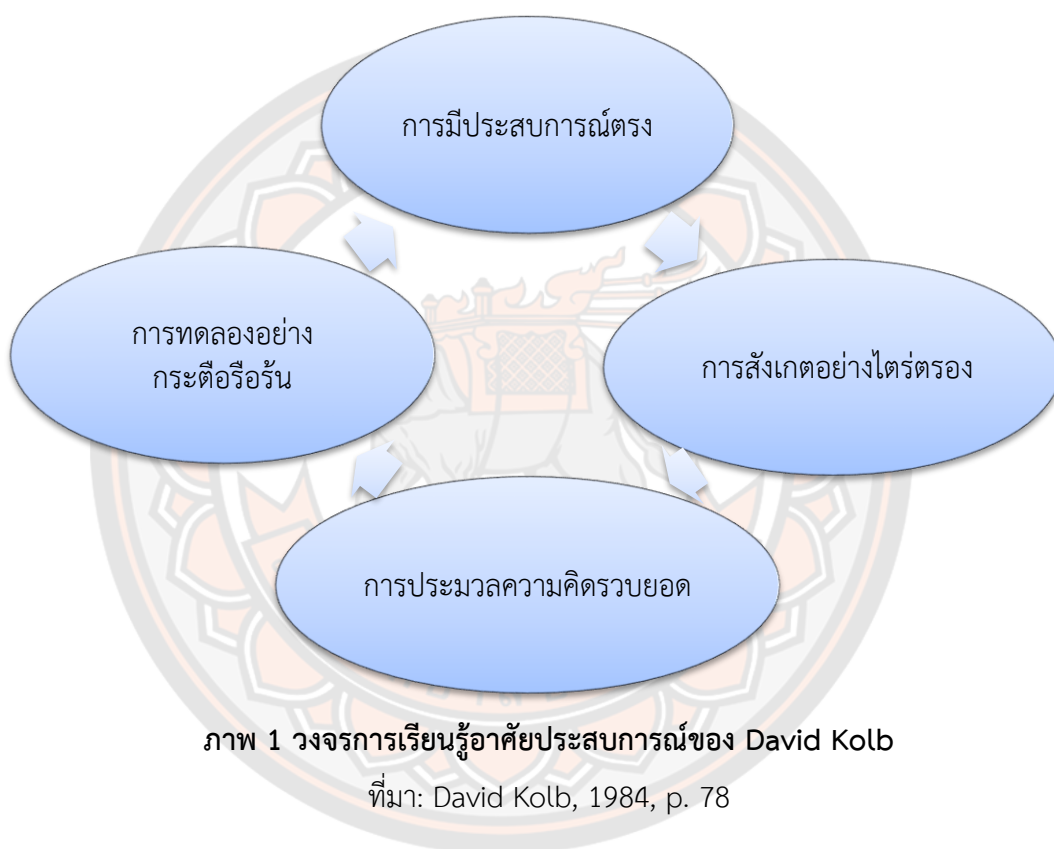 การมีประสบการณ์ตรง
การทดลองอย่าง
กระตือรือร้น
การสังเกตอย่างไตร่ตรอง
การประมวลความคิดรวบยอด
ภาพ 1 วงจรการเรียนรู้อาศัยประสบการณ์ของ David Kolb
ที่มา: David Kolb, 1984, p. 78